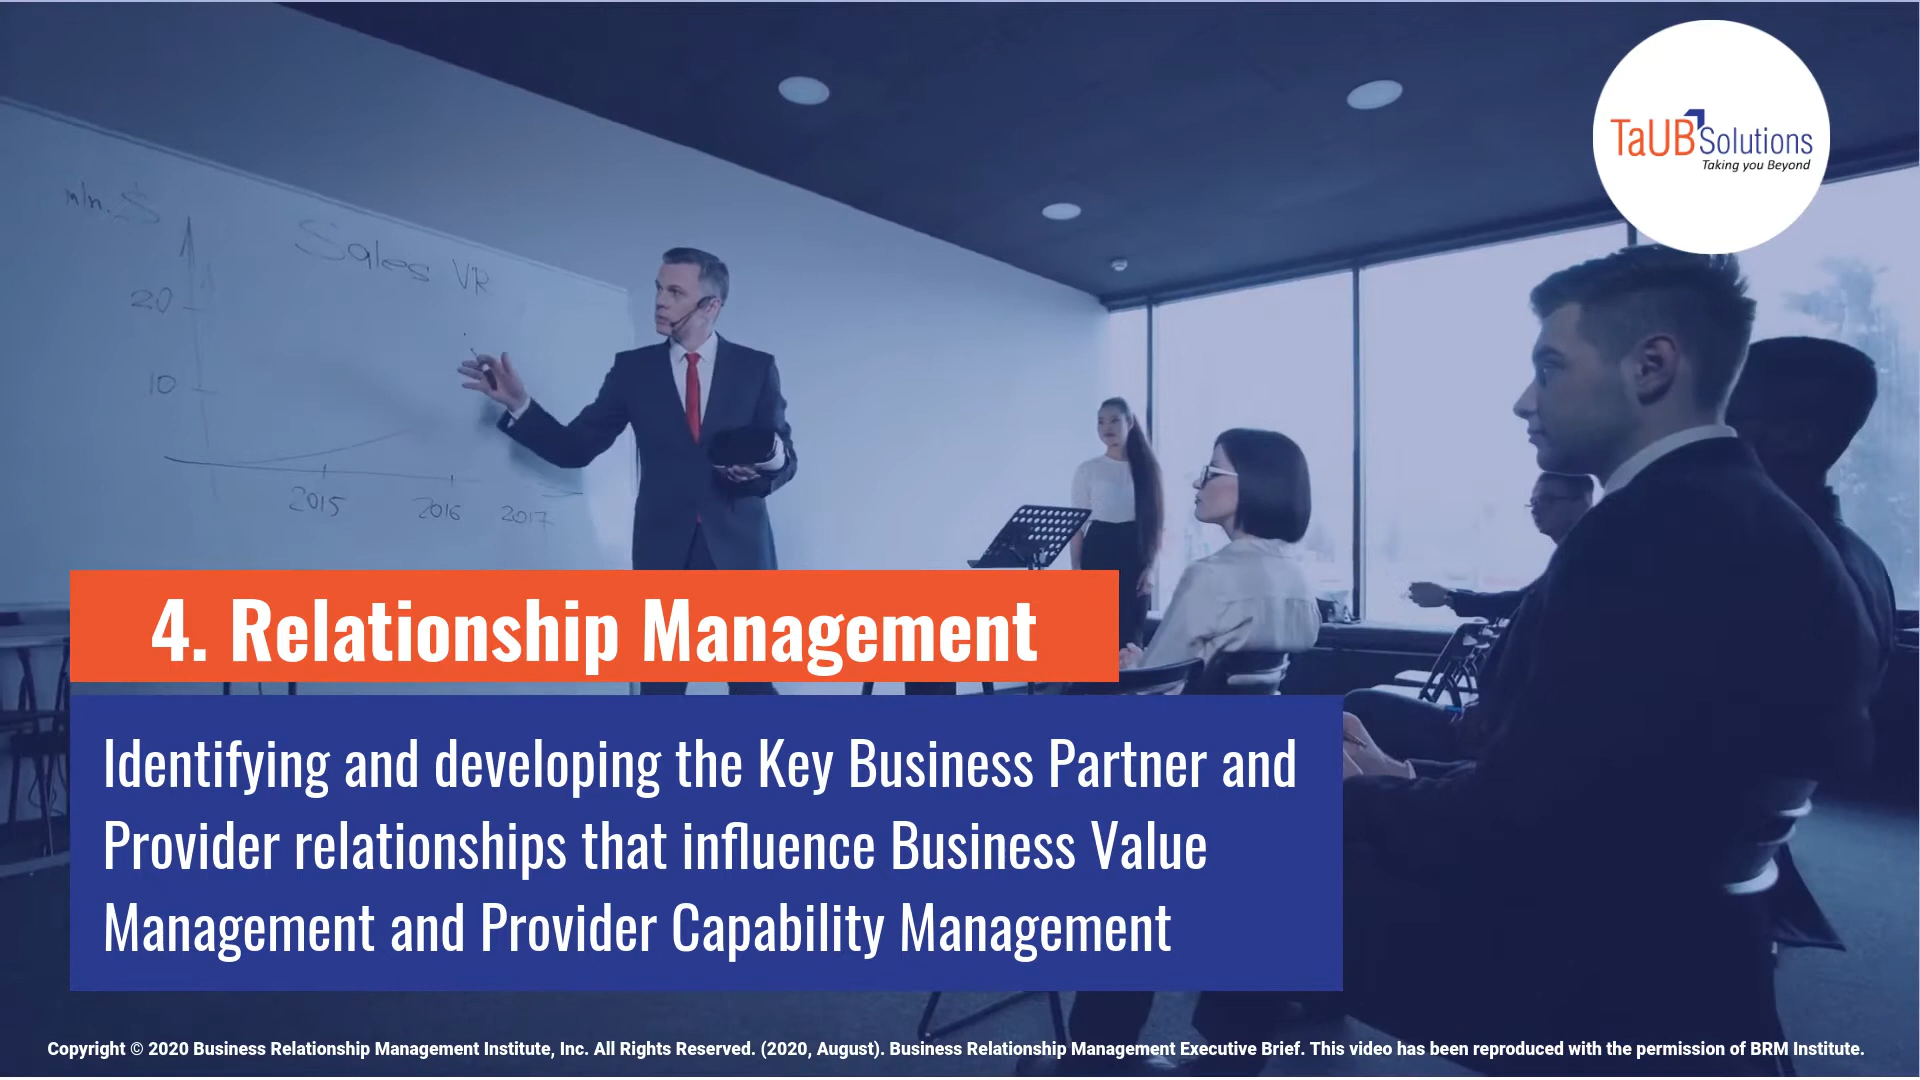 TaUB Solutions
Taking you Beyond
mln. $
Sales VR
20
10
2015 2016 2017
4. Relationship Management
Identifying and developing the Key Business Partner and
Provider relationships that influence Business Value
Management and Provider Capability Management
Copyright © 2020 Business Relationship Management Institute, Inc. All Rights Reserved. (2020, August). Business Relationship Management Executive Brief. This video has been reproduced with the permission of BRM Institute.